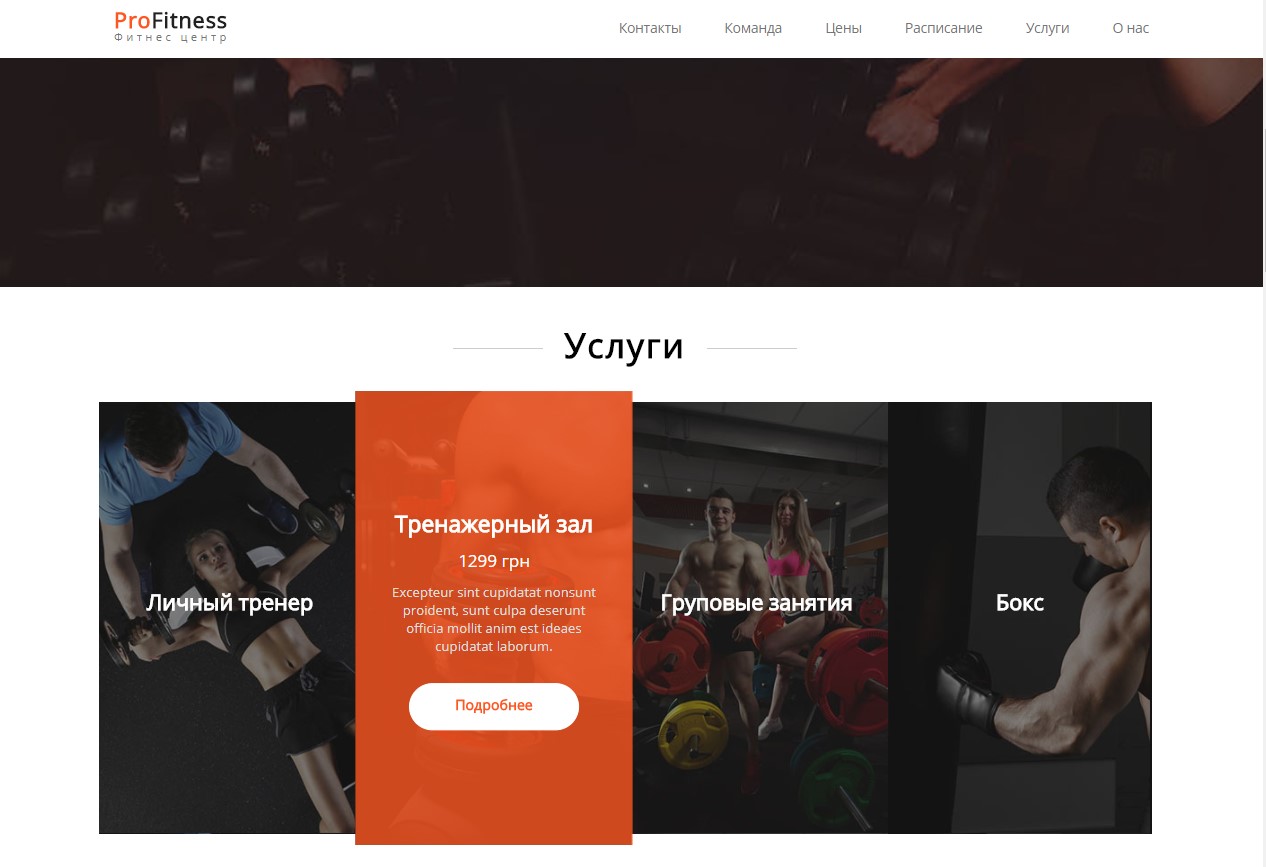 ProFitness
Фитнес центр
Контакты
Команда
Цены
Расписание
Услуги
О нас
Услуги
Личный тренер
Тренажерный зал
1299 грн
Excepteur sint cupidatat nonsunt
proident, sunt culpa deserunt
officia mollit anim est ideaes
cupidatat laborum.
Подробнее
Груповые занятия
Бокс